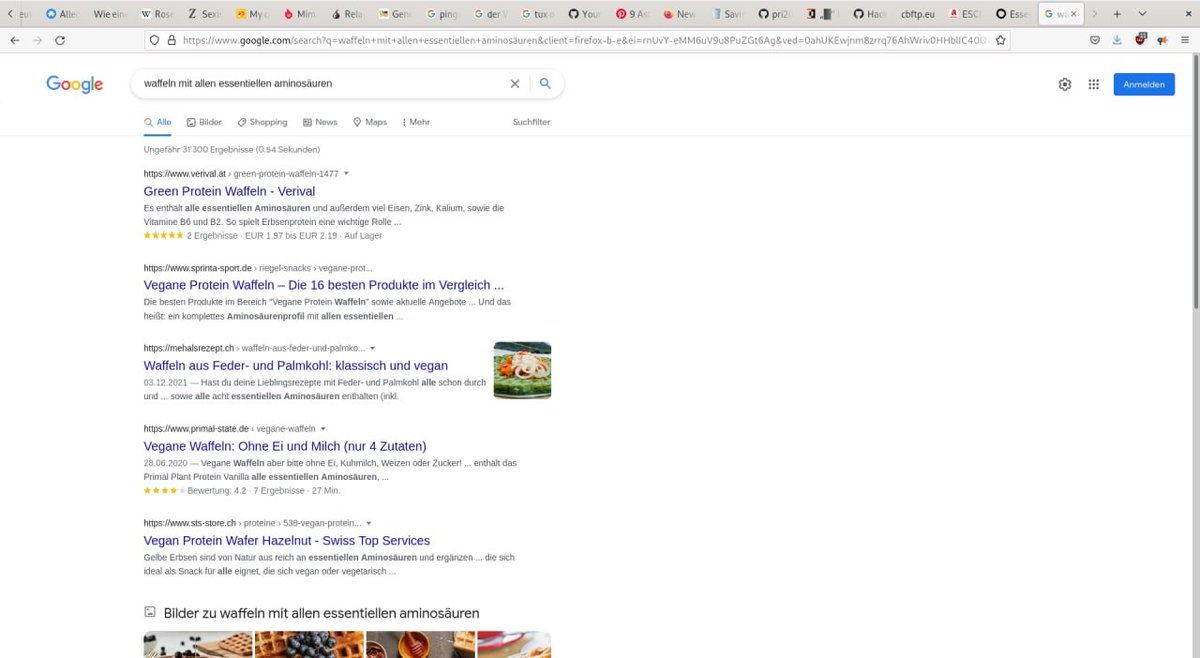 eut
Alle
Wie eine
Rose
Sexi
My q
Mim
Rela
Gen
ping
der V
tux o
You
9 As
New
Savin
pri2
Hack
cbftp.eu
ESC
Esse
wa
https://www.google.com/search?q=waffeln+mit+allen+essentiellen+aminosäuren&client=firefox-b-e&ei=rnUvY-eMM6uV9u8PuZGt6Ag&ved=0ahUKEwjnm8zrrq76AhWriv0HHblIC40Q
Google
waffeln mit allen essentiellen aminosäuren
Anmelden
Alle Bilder Shopping News Maps Mehr Suchfilter
Ungefähr 31'300 Ergebnisse (0.54 Sekunden)
https://www.verival.at › green-protein-waffeln-1477
Green Protein Waffeln - Verival
Es enthält alle essentiellen Aminosäuren und außerdem viel Eisen, Zink, Kalium, sowie die
Vitamine B6 und B2. So spielt Erbsenprotein eine wichtige Rolle ...
2 Ergebnisse · EUR 1.97 bis EUR 2.19 · Auf Lager
https://www.sprinta-sport.de › riegel-snacks › vegane-prot...
Vegane Protein Waffeln – Die 16 besten Produkte im Vergleich ...
Die besten Produkte im Bereich "Vegane Protein Waffeln" sowie aktuelle Angebote ... Und das
heißt: ein komplettes Aminosäurenprofil mit allen essentiellen ...
https://mehalsrezept.ch › waffeln-aus-feder-und-palmko...
Waffeln aus Feder- und Palmkohl: klassisch und vegan
03.12.2021 — Hast du deine Lieblingsrezepte mit Feder- und Palmkohl alle schon durch
und ... sowie alle acht essentiellen Aminosäuren enthalten (inkl.
https://www.primal-state.de › vegane-waffeln
Vegane Waffeln: Ohne Ei und Milch (nur 4 Zutaten)
28.06.2020 — Vegane Waffeln aber bitte ohne Ei, Kuhmilch, Weizen oder Zucker! ... enthält das
Primal Plant Protein Vanilla alle essentiellen Aminosäuren, ...
Bewertung: 4.2 · 7 Ergebnisse · 27 Min.
https://www.sts-store.ch › proteine › 538-vegan-protein...
Vegan Protein Wafer Hazelnut - Swiss Top Services
Gelbe Erbsen sind von Natur aus reich an essentiellen Aminosäuren und ergänzen ... die sich
ideal als Snack für alle eignet, die sich vegan oder vegetarisch ...
Bilder zu waffeln mit allen essentiellen aminosäuren